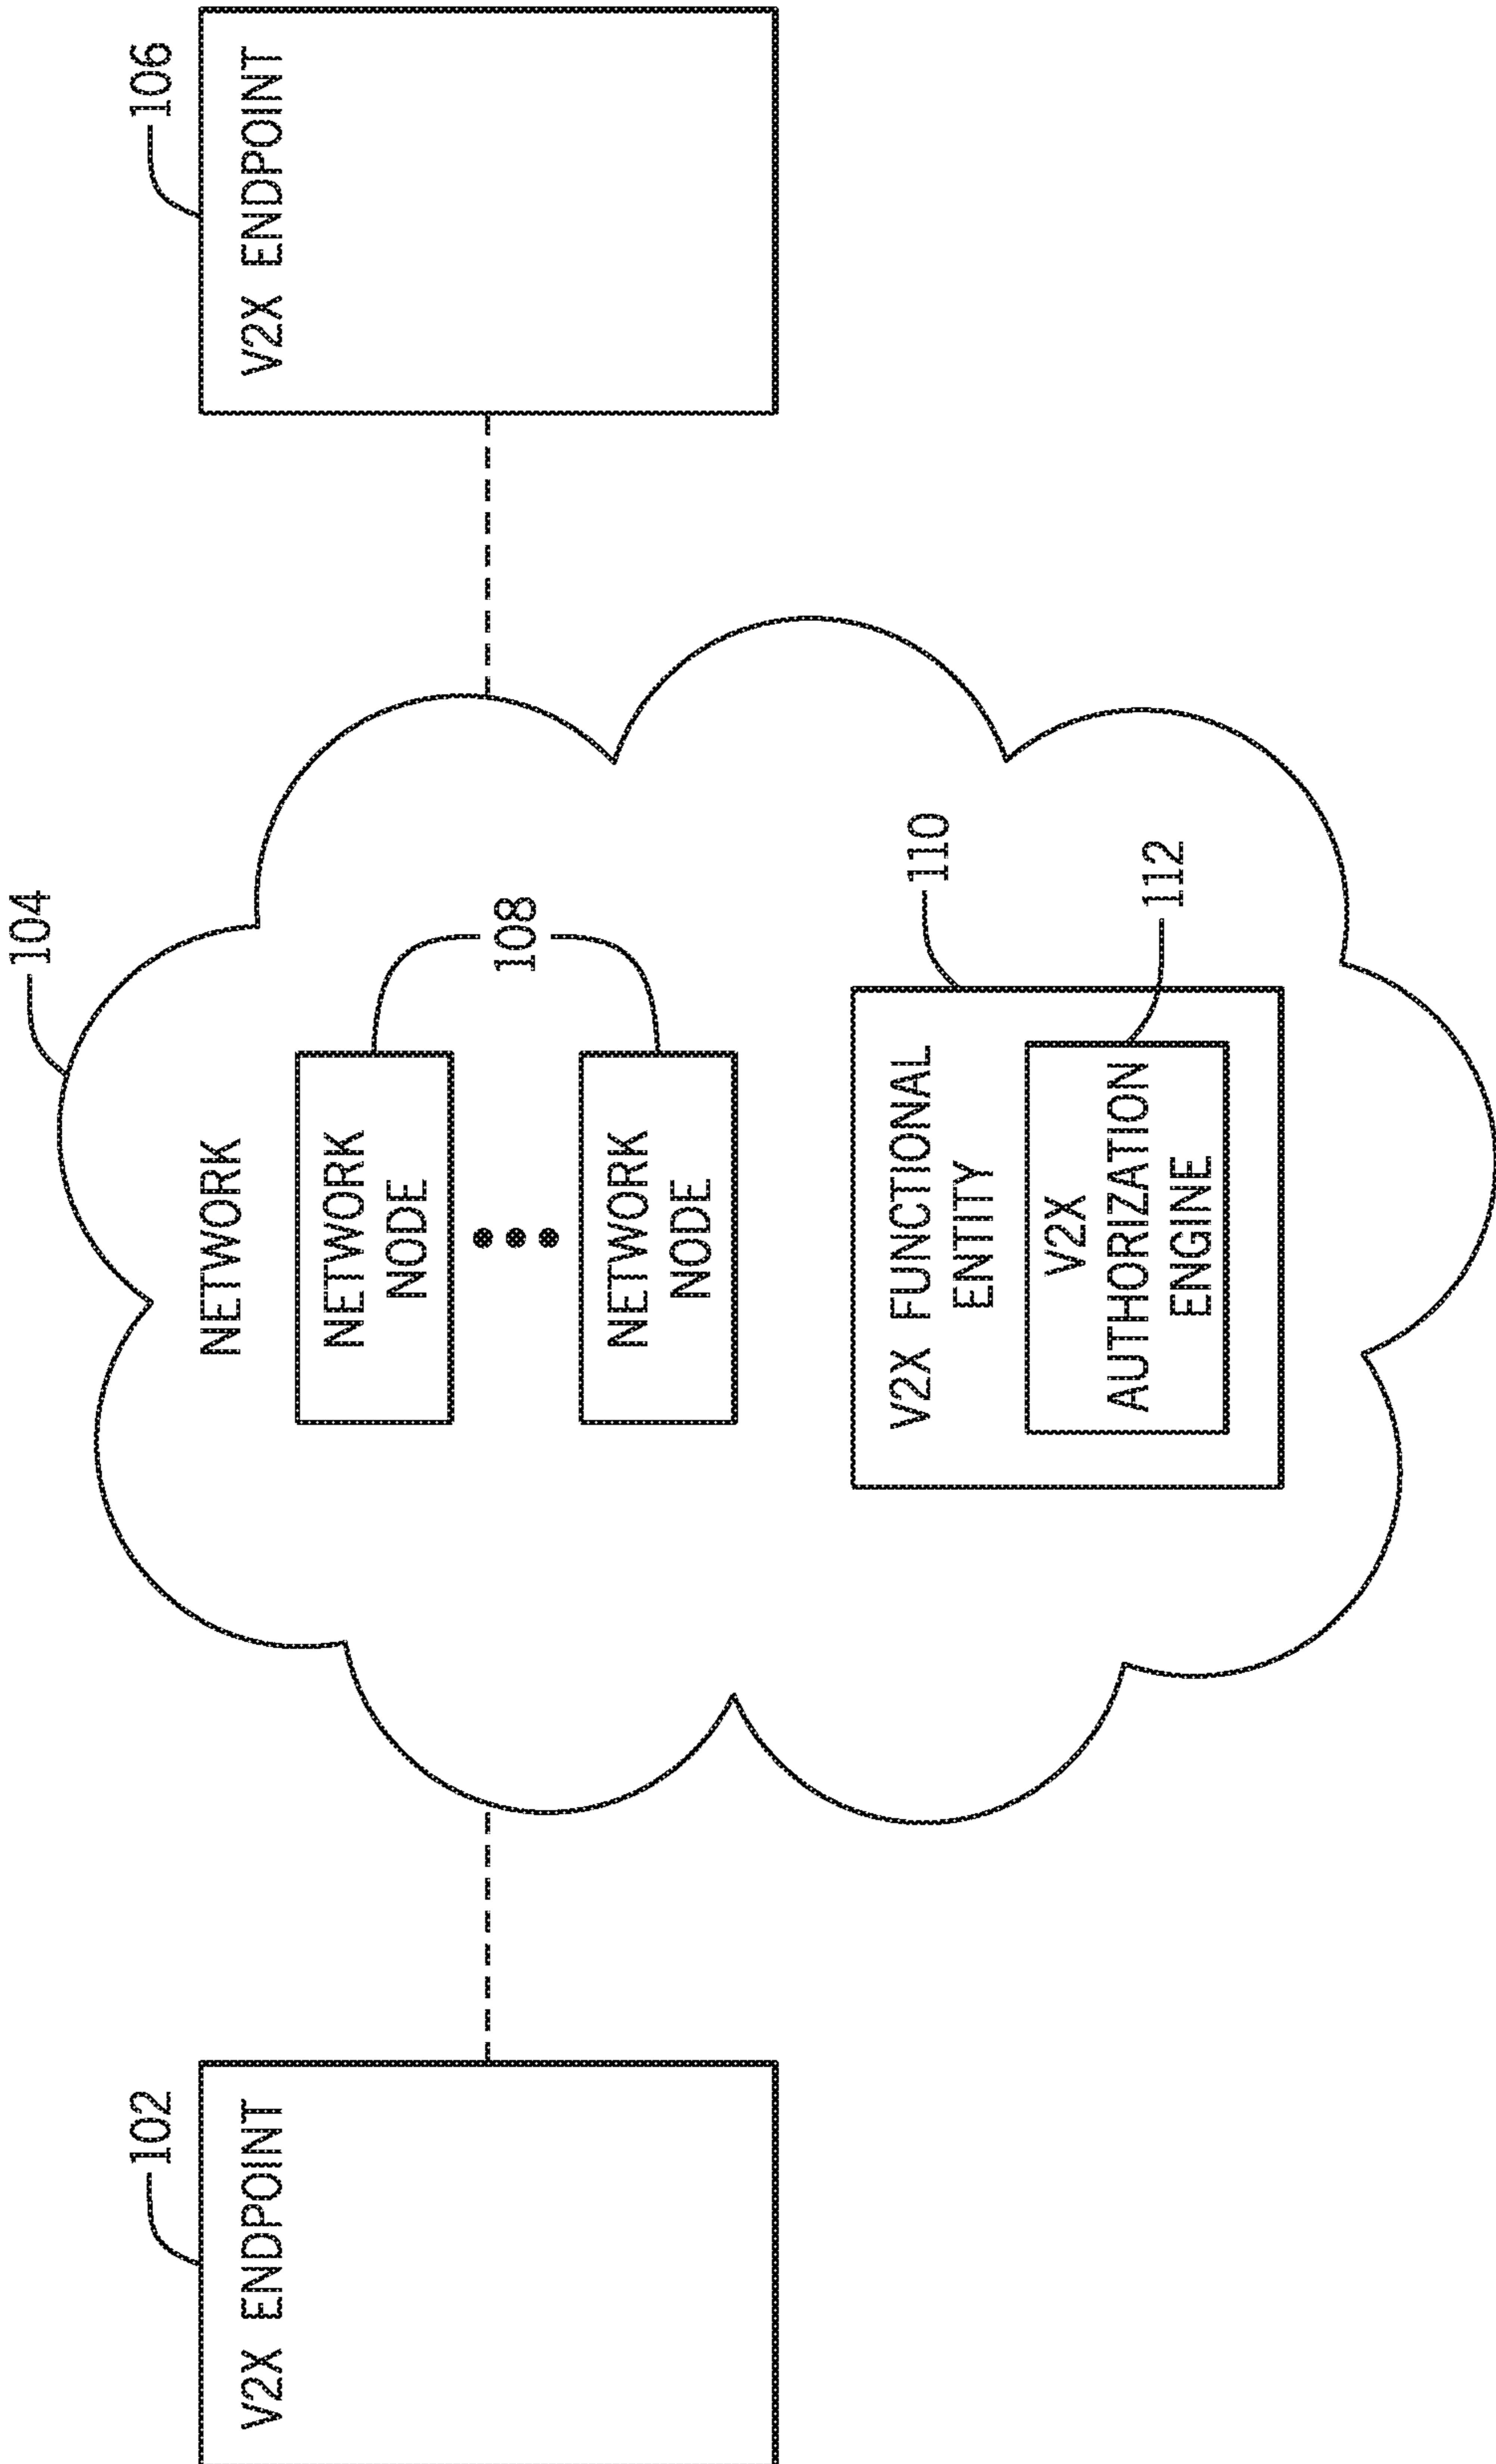 104
102
V2X ENDPOINT
NETWORK
NETWORK
NODE
108
NETWORK
NODE
V2X FUNCTIONAL
ENTITY
110
V2X
AUTHORIZATION
ENGINE
112
106
V2X ENDPOINT